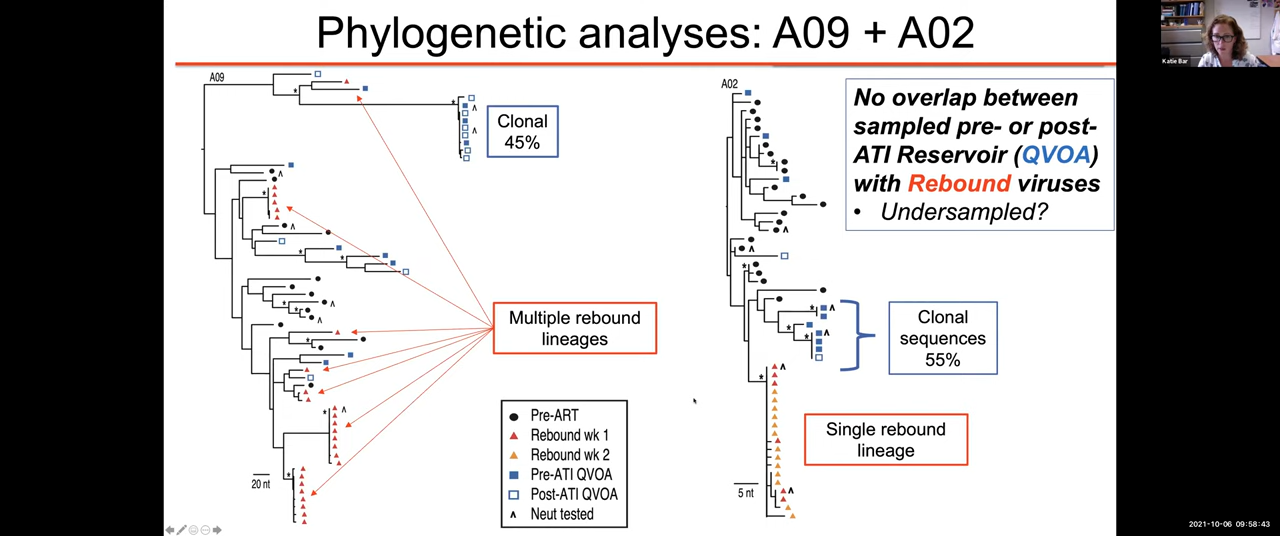 Phylogenetic analyses: A09 + A02
Katie Bar
A09
Clonal
45%
Multiple rebound
lineages
20 nt
Pre-ART
Rebound wk 1
Rebound wk 2
Pre-ATI QVOA
Post-ATI QVOA
ʌ Neut tested
A02
No overlap between
sampled pre- or post-
ATI Reservoir (QVOA)
with Rebound viruses
• Undersampled?
Clonal
sequences
55%
Single rebound
lineage
5 nt
2021-10-06 09:58:43